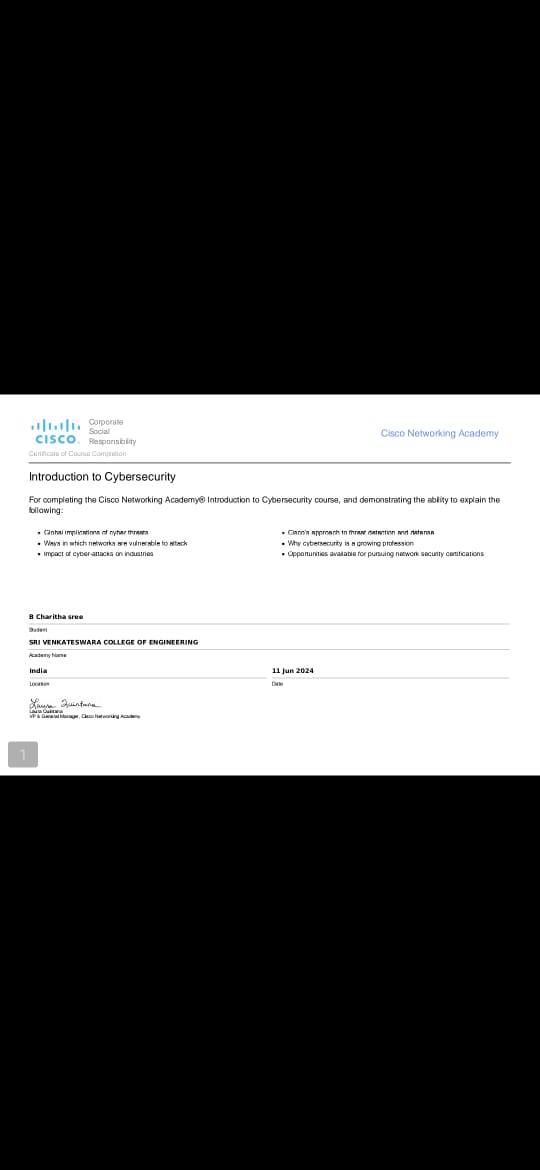 Corporate
Social
Responsibility
CISCO.
Cisco Networking Academy
Certificate of Course Completion
Introduction to Cybersecurity
For completing the Cisco Networking Academy® Introduction to Cybersecurity course, and demonstrating the ability to explain the
following:
• Global implications of cyber threats
• Ways in which networks are vulnerable to attack
• Impact of cyber-attacks on industries
• Cisco's approach to threat detection and defense
• Why cybersecurity is a growing profession
• Opportunities available for pursuing network security certifications
B Charitha sree
Student
SRI VENKATESWARA COLLEGE OF ENGINEERING
Academy Name
India
Location
11 Jun 2024
Date
Laura Quintana
Laura Quintana
VP & General Manager, Cisco Networking Academy
1